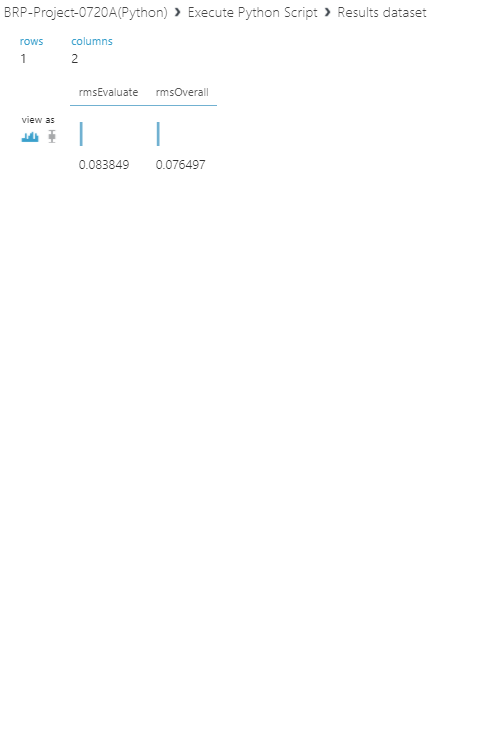 BRP-Project-0720A(Python) › Execute Python Script › Results dataset
rows columns
1 2
rmsEvaluate rmsOverall
view as
0.083849 0.076497